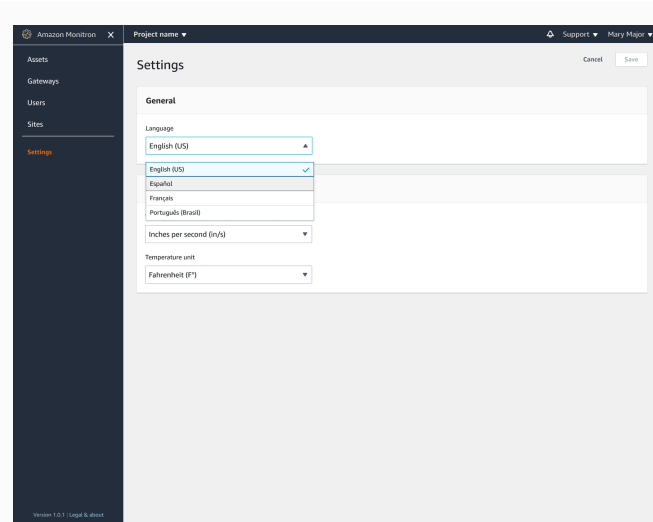 Amazon Monitron X
Project name ▼
Support ▼ Mary Major ▼
Assets
Gateways
Users
Sites
Settings
Settings
Cancel Save
General
Language
English (US)
English (US)
Español
Français
Português (Brasil)
Inches per second (in/s)
Temperature unit
Fahrenheit (F°)
Version 1.0.1 | Legal & about